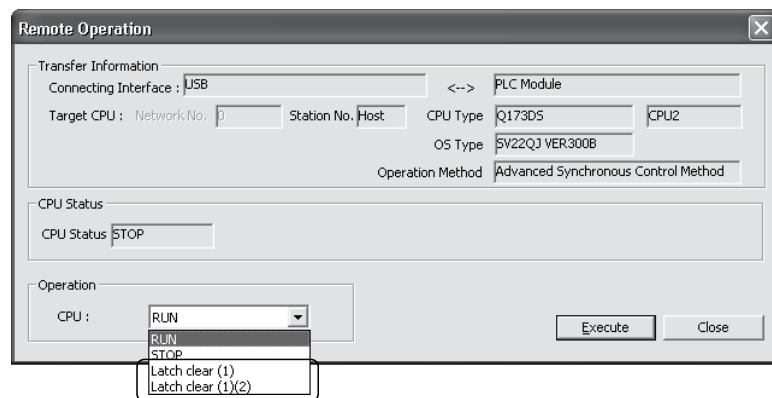 Remote Operation
Transfer Information
Connecting Interface : USB <--> PLC Module
Target CPU : Network No. 0 Station No. Host CPU Type Q173DS CPU2
OS Type SV22QJ VER300B
Operation Method Advanced Synchronous Control Method
CPU Status
CPU Status STOP
Operation
CPU : RUN
RUN
STOP
Latch clear (1)
Latch clear (1)(2)
Execute Close